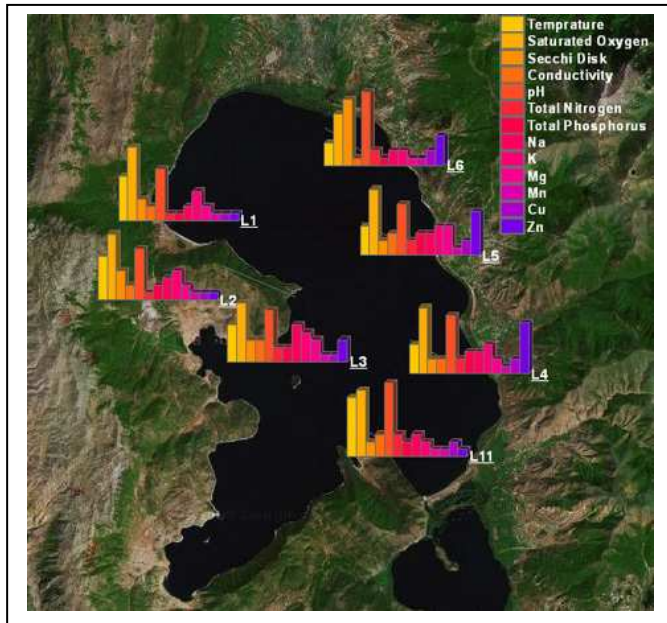 Temprature
Saturated Oxygen
Secchi Disk
Conductivity
pH
Total Nitrogen
Total Phosphorus
Na
K
Mg
Mn
Cu
Zn
L6
L1
L5
L2
L3
L4
L11